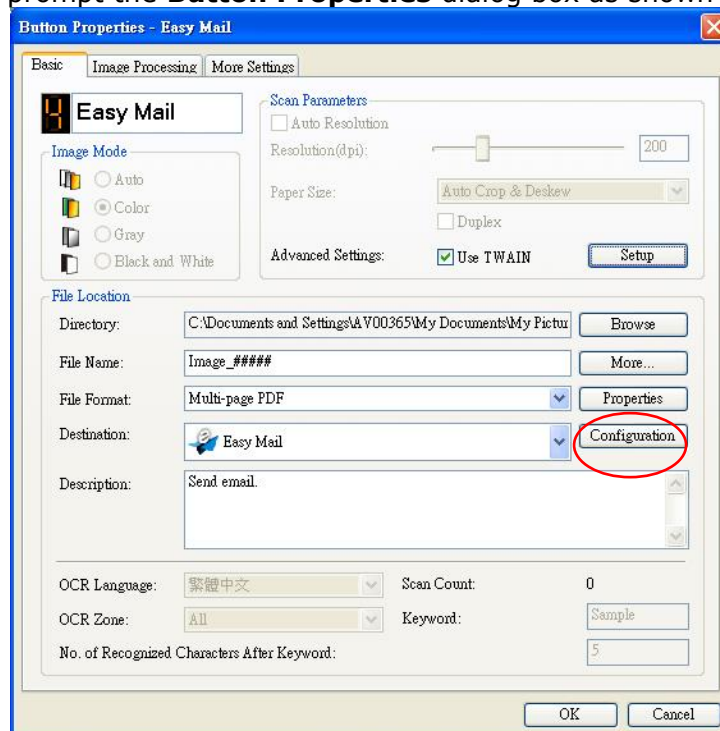 prompt the Button Properties dialog box as shown
Button Properties - Easy Mail
Basic Image Processing More Settings
4 Easy Mail
Scan Parameters
Auto Resolution
Resolution(dpi): 200
Image Mode
Auto
Color
Gray
Black and White
Paper Size: Auto Crop & Deskew
Duplex
Advanced Settings: Use TWAIN Setup
File Location
Directory: C:\Documents and Settings\AV00365\My Documents\My Pictur Browse
File Name: Image_##### More...
File Format: Multi-page PDF Properties
Destination: Easy Mail Configuration
Description: Send email.
OCR Language: 繁體中文 Scan Count: 0
OCR Zone: All Keyword: Sample
No. of Recognized Characters After Keyword: 5
OK Cancel